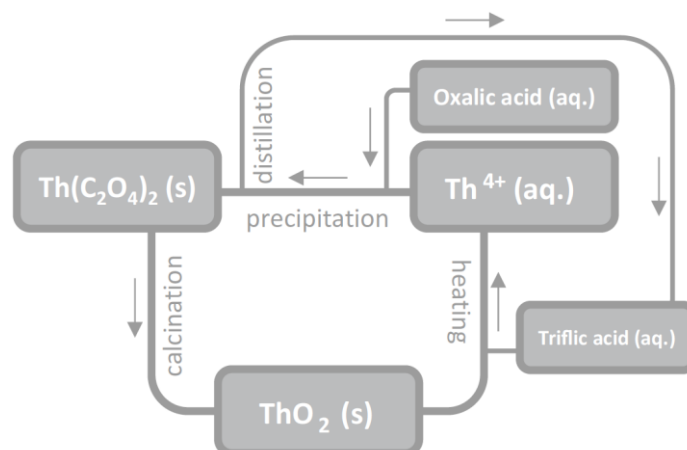 distillation
Oxalic acid (aq.)
Th(C₂O₄)₂ (s)
Th ⁴⁺ (aq.)
precipitation
calcination
heating
Triflic acid (aq.)
ThO ₂ (s)